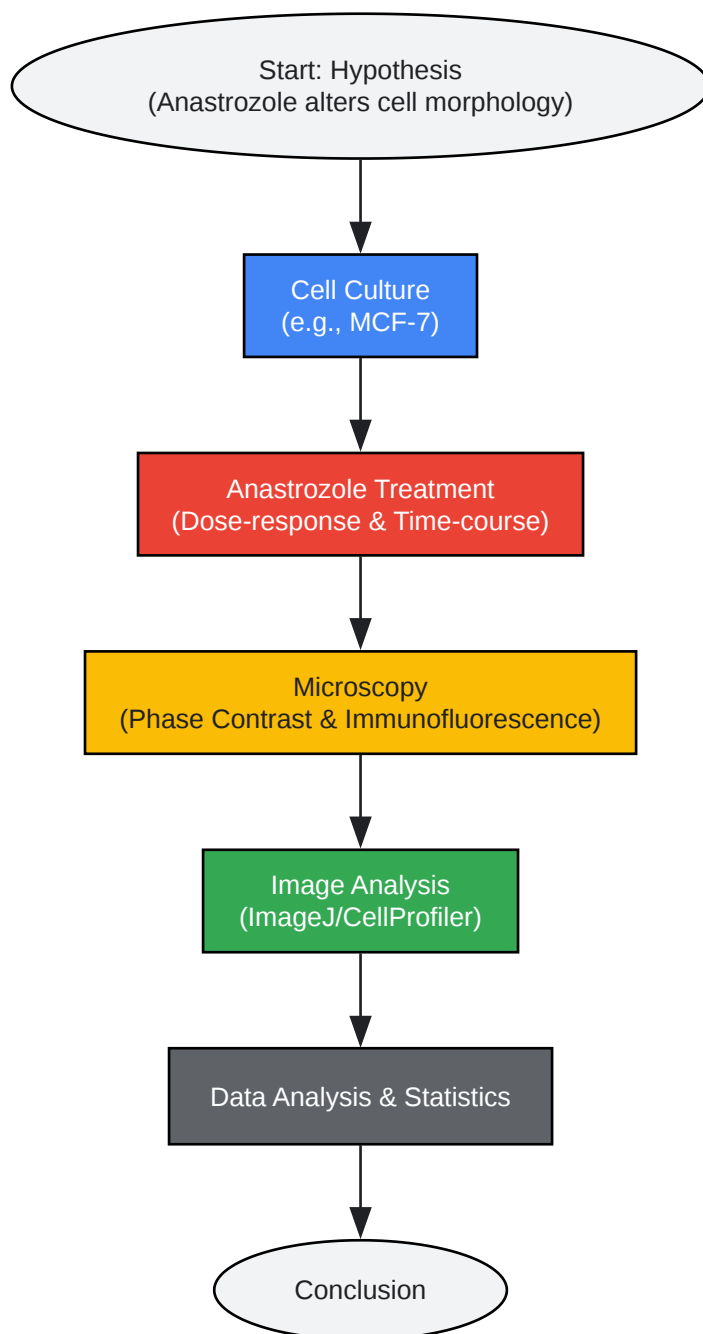 Start: Hypothesis
(Anastrozole alters cell morphology)
Cell Culture
(e.g., MCF-7)
Anastrozole Treatment
(Dose-response & Time-course)
Microscopy
(Phase Contrast & Immunofluorescence)
Image Analysis
(ImageJ/CellProfiler)
Data Analysis & Statistics
Conclusion